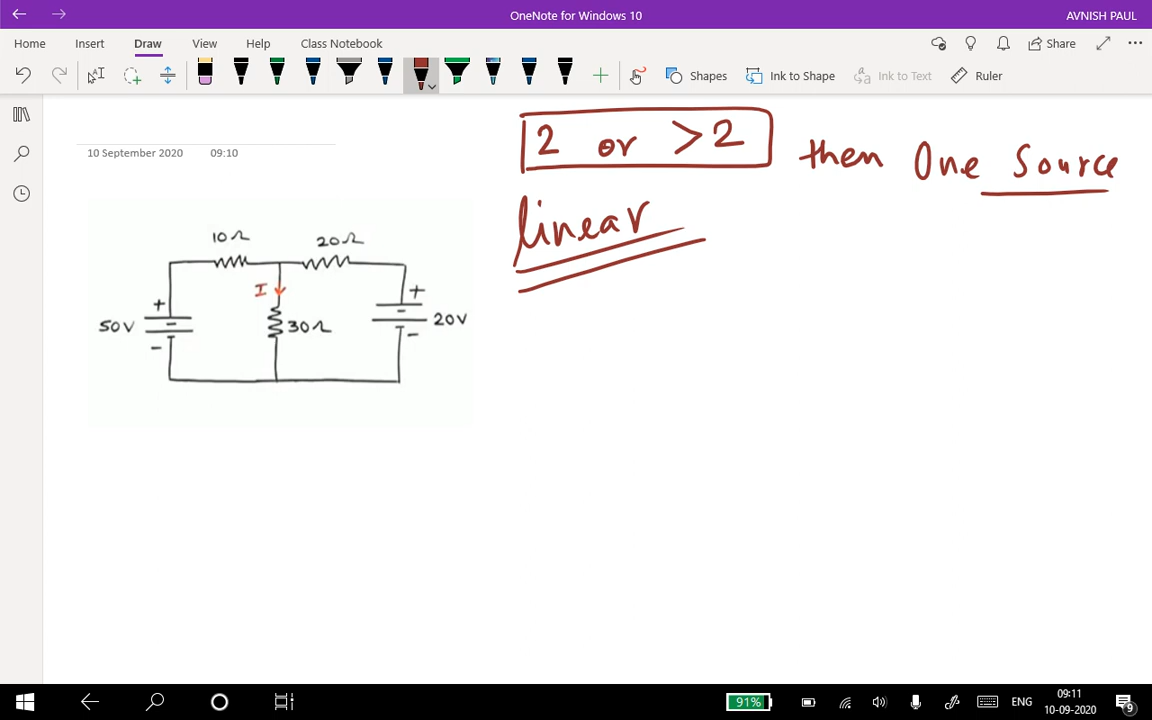 OneNote for Windows 10
AVNISH PAUL
Home Insert Draw View Help Class Notebook
Share
Shapes Ink to Shape Ink to Text Ruler
10 September 2020 09:10
2 or >2 then One Source
linear
10Ω 20Ω
I
+ +
50V 30Ω 20V
- -
91% ENG 09:11
10-09-2020
9